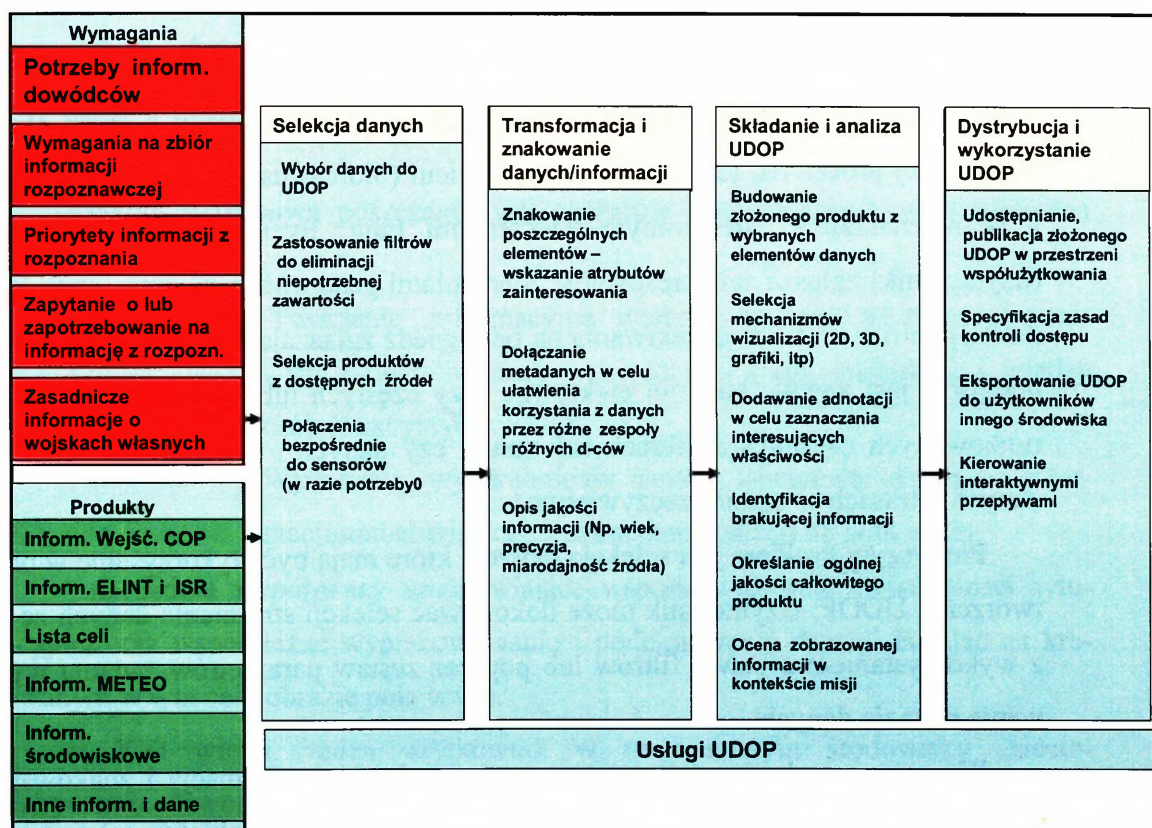 Wymagania
Potrzeby inform.
dowódców
Wymagania na zbiór
informacji
rozpoznawczej
Priorytety informacji z
rozpoznania
Zapytanie o lub
zapotrzebowanie na
informację z rozpozn.
Zasadnicze
informacje o
wojskach własnych
Produkty
Inform. Wejść. COP
Inform. ELINT i ISR
Lista celi
Inform. METEO
Inform.
środowiskowe
Inne inform. i dane
Selekcja danych
Wybór danych do
UDOP
Zastosowanie filtrów
do eliminacji
niepotrzebnej
zawartości
Selekcja produktów
z dostępnych źródeł
Połączenia
bezpośrednie
do sensorów
(w razie potrzeby0
Transformacja i
znakowanie
danych/informacji
Znakowanie
poszczególnych
elementów –
wskazanie atrybutów
zainteresowania
Dołączanie
metadanych w celu
ułatwienia
korzystania z danych
przez różne zespoły
i różnych d-ców
Opis jakości
informacji (Np. wiek,
precyzja,
miarodajność źródła)
Składanie i analiza
UDOP
Budowanie
złożonego produktu z
wybranych
elementów danych
Selekcja
mechanizmów
wizualizacji (2D, 3D,
grafiki, itp)
Dodawanie adnotacji
w celu zaznaczania
interesujących
właściwości
Identyfikacja
brakującej informacji
Określanie ogólnej
jakości całkowitego
produktu
Ocena zobrazowanej
informacji w
kontekście misji
Dystrybucja i
wykorzystanie
UDOP
Udostępnianie,
publikacja złożonego
UDOP w przestrzeni
współużytkowania
Specyfikacja zasad
kontroli dostępu
Eksportowanie UDOP
do użytkowników
innego środowiska
Kierowanie
interaktywnymi
przepływami
Usługi UDOP